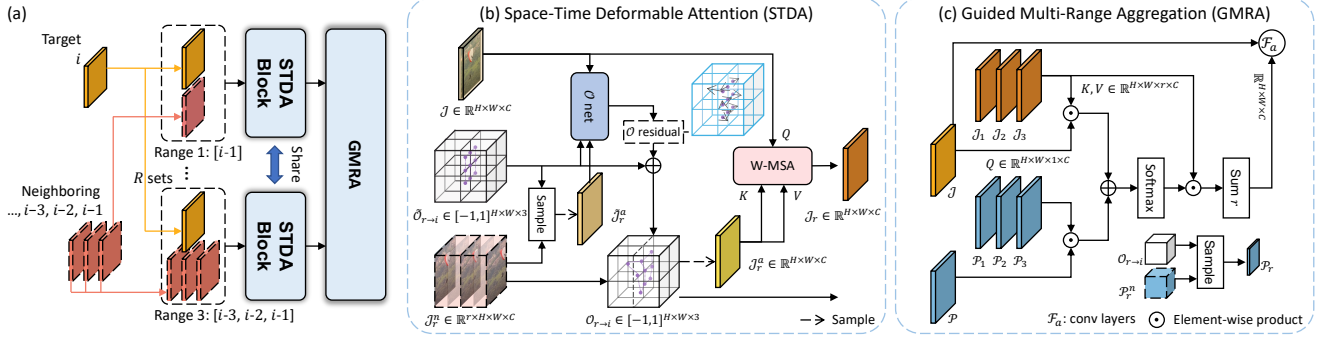 (a)
Target
i
Neighboring
..., i−3, i−2, i−1
R sets
Range 1: [i-1]
⋮
Range 3: [i-3, i-2, i-1]
STDA
Block
Share
STDA
Block
GMRA
(b) Space-Time Deformable Attention (STDA)
𝒥 ∈ ℝ^{H×W×C}
𝒪 net
𝒪 residual
Q
Õ_{r→i} ∈ [−1,1]^{H×W×3}
Sample
𝒥̃_r^a
W-MSA
K
V
𝒥_r ∈ ℝ^{H×W×C}
𝒥_r^n ∈ ℝ^{r×H×W×C}
𝒪_{r→i} ∈ [−1,1]^{H×W×3}
𝒥_r^a ∈ ℝ^{H×W×C}
Sample
(c) Guided Multi-Range Aggregation (GMRA)
ℱ_a
𝒥_1 𝒥_2 𝒥_3
K, V ∈ ℝ^{H×W×r×C}
ℝ^{H×W×C}
𝒥
Q ∈ ℝ^{H×W×1×C}
Softmax
Sum r
𝒫_1 𝒫_2 𝒫_3
𝒪_{r→i}
Sample
𝒫_r
𝒫_r^n
𝒫
ℱ_a: conv layers
Element-wise product